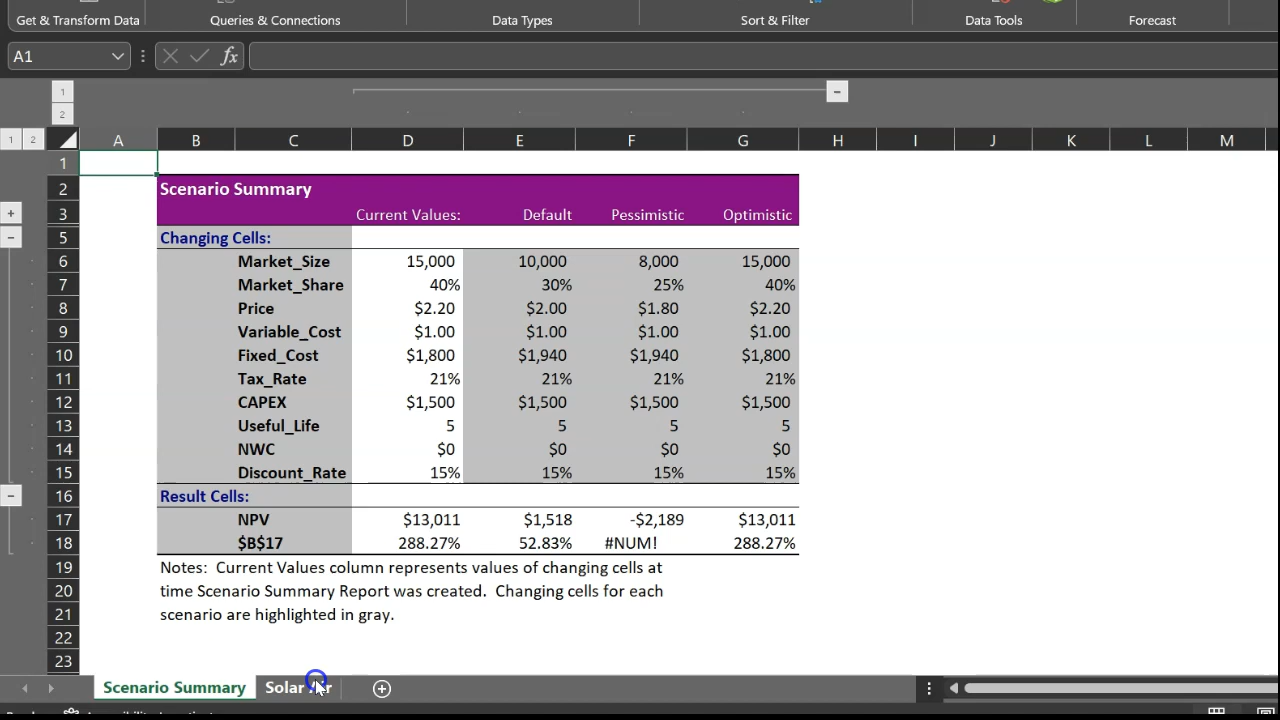 Get & Transform Data Queries & Connections Data Types Sort & Filter Data Tools Forecast
A1 fx
1
2
1 2 A B C D E F G H I J K L M
1
2 Scenario Summary
3 Current Values: Default Pessimistic Optimistic
5 Changing Cells:
6 Market_Size 15,000 10,000 8,000 15,000
7 Market_Share 40% 30% 25% 40%
8 Price $2.20 $2.00 $1.80 $2.20
9 Variable_Cost $1.00 $1.00 $1.00 $1.00
10 Fixed_Cost $1,800 $1,940 $1,940 $1,800
11 Tax_Rate 21% 21% 21% 21%
12 CAPEX $1,500 $1,500 $1,500 $1,500
13 Useful_Life 5 5 5 5
14 NWC $0 $0 $0 $0
15 Discount_Rate 15% 15% 15% 15%
16 Result Cells:
17 NPV $13,011 $1,518 -$2,189 $13,011
18 $B$17 288.27% 52.83% #NUM! 288.27%
19 Notes: Current Values column represents values of changing cells at
20 time Scenario Summary Report was created. Changing cells for each
21 scenario are highlighted in gray.
22
23
Scenario Summary Solar